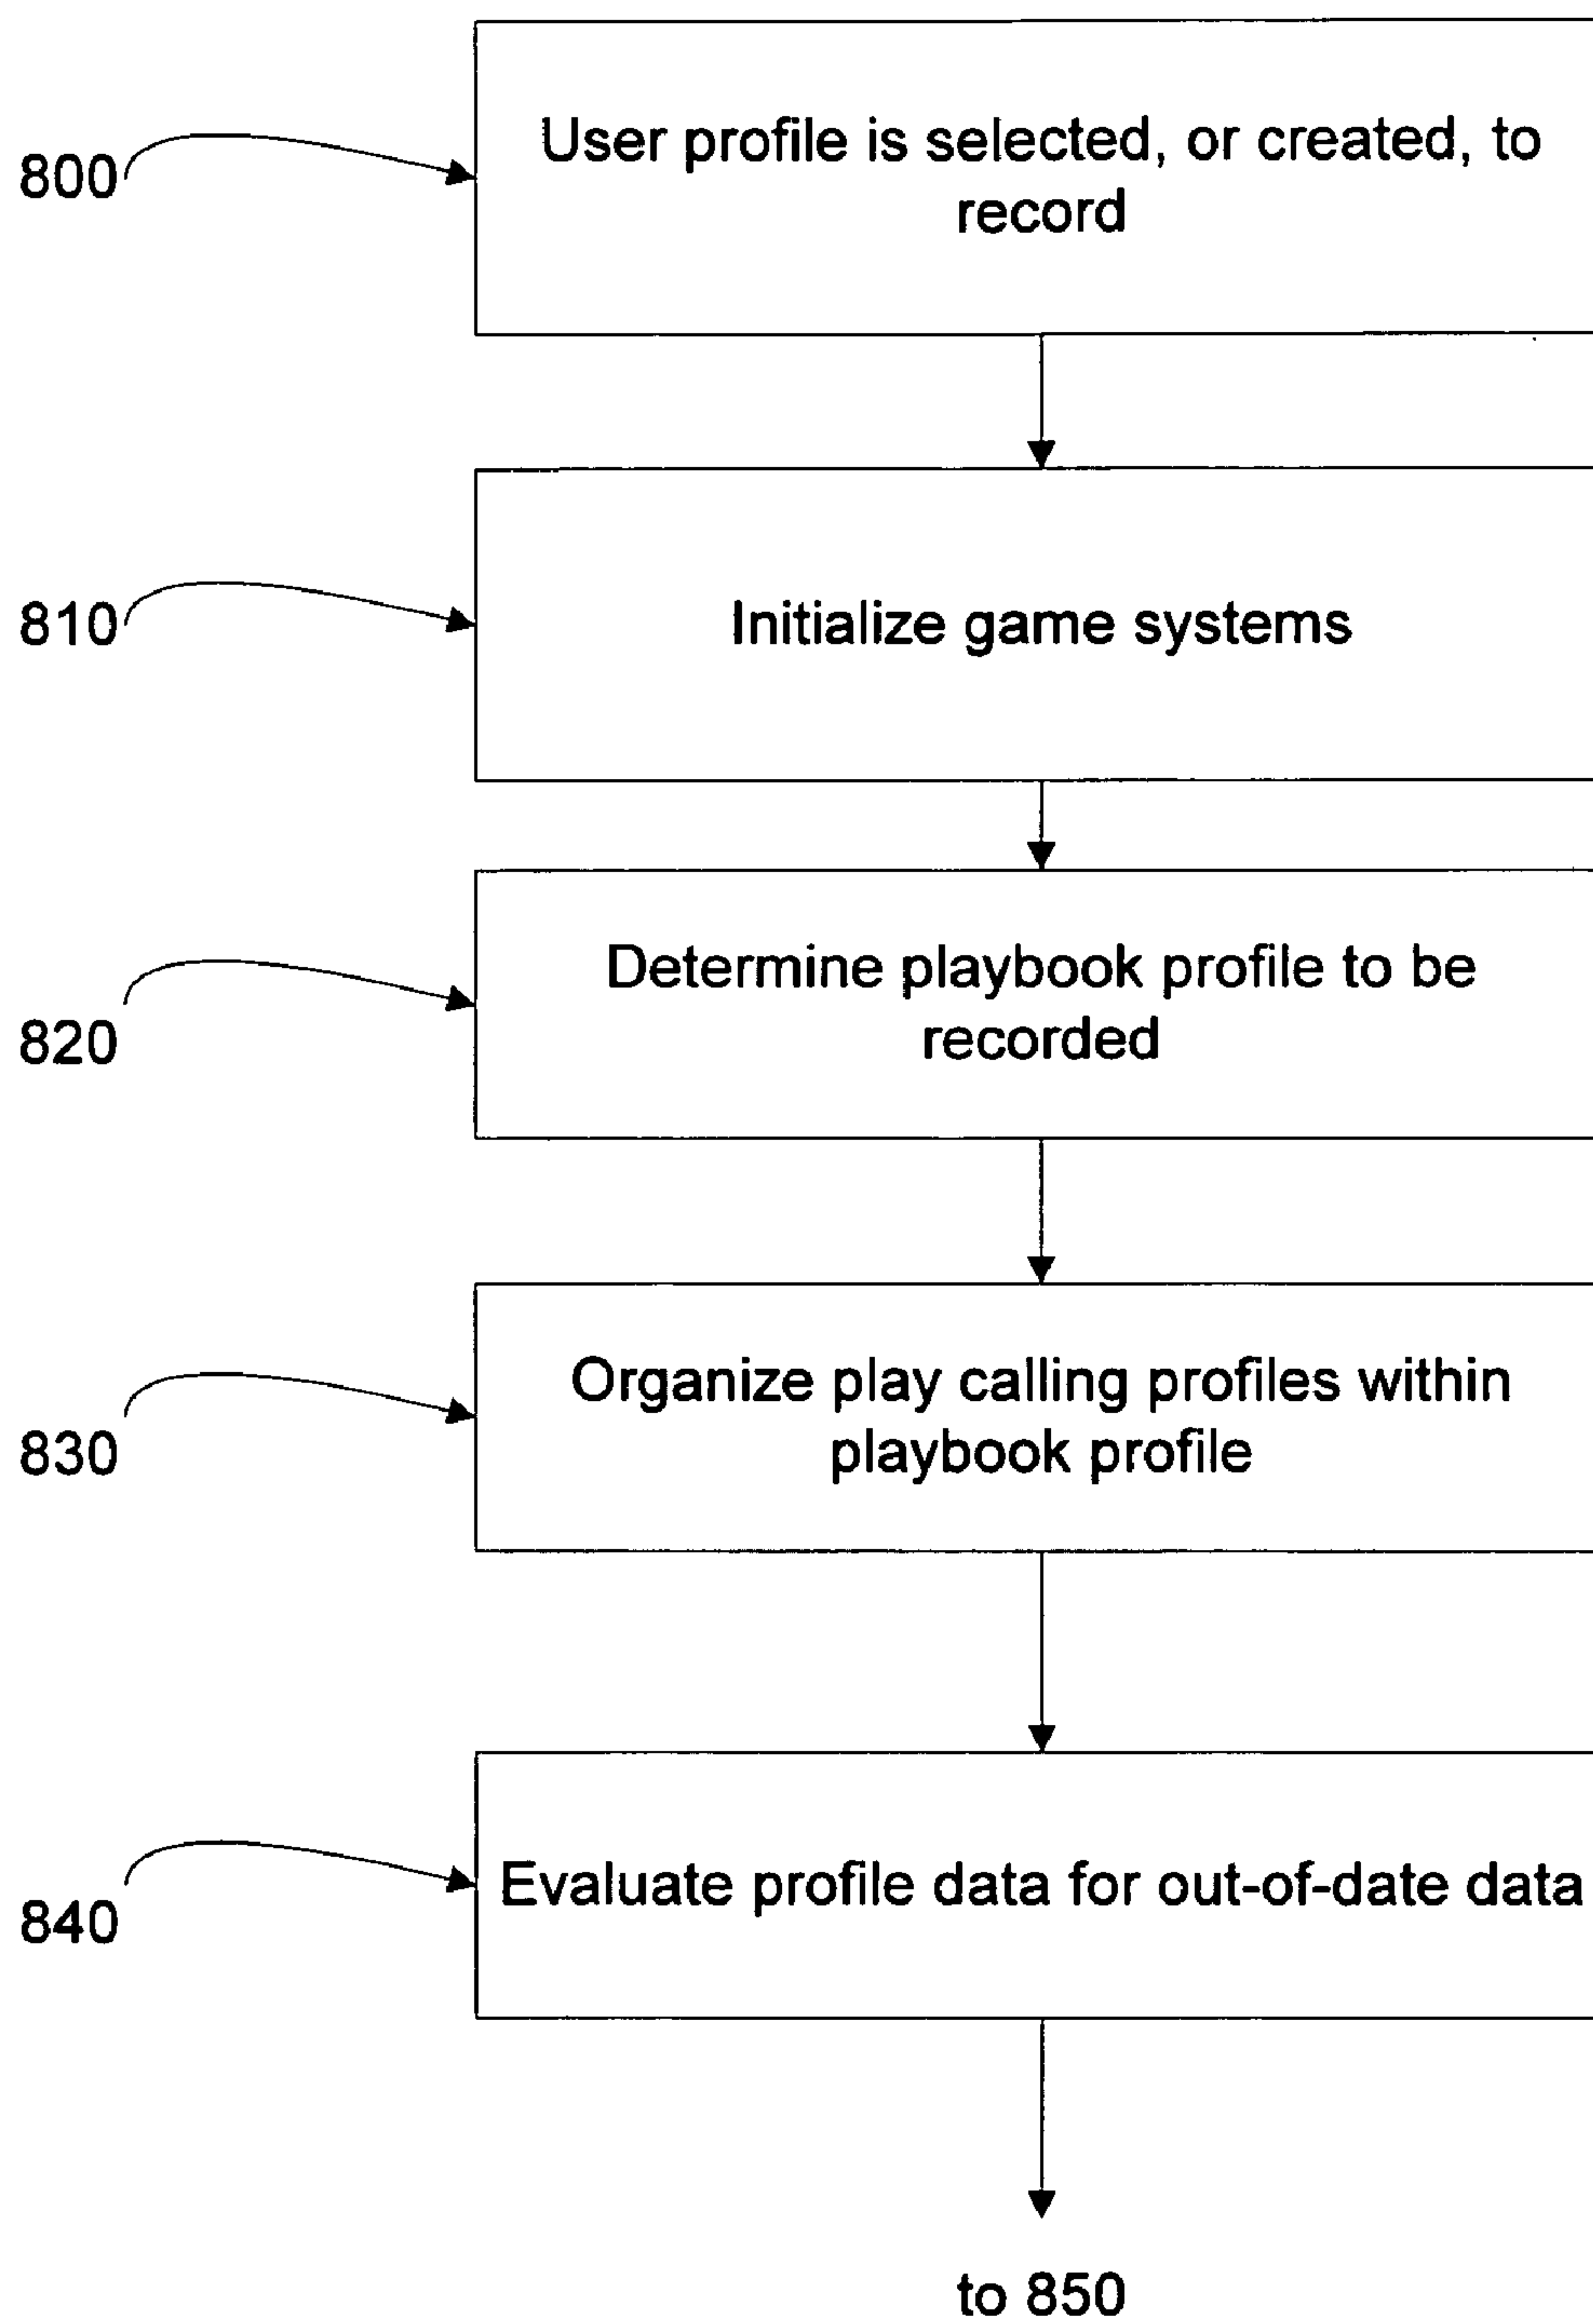 800
User profile is selected, or created, to
record
810
Initialize game systems
820
Determine playbook profile to be
recorded
830
Organize play calling profiles within
playbook profile
840
Evaluate profile data for out-of-date data
to 850